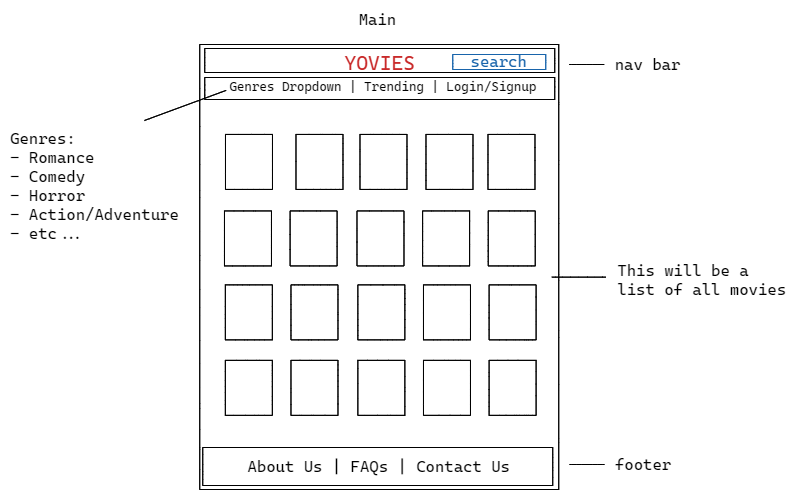 Main
YOVIES
search
nav bar
Genres Dropdown | Trending | Login/Signup
Genres:
- Romance
- Comedy
- Horror
- Action/Adventure
- etc...
This will be a
list of all movies
About Us | FAQs | Contact Us
footer